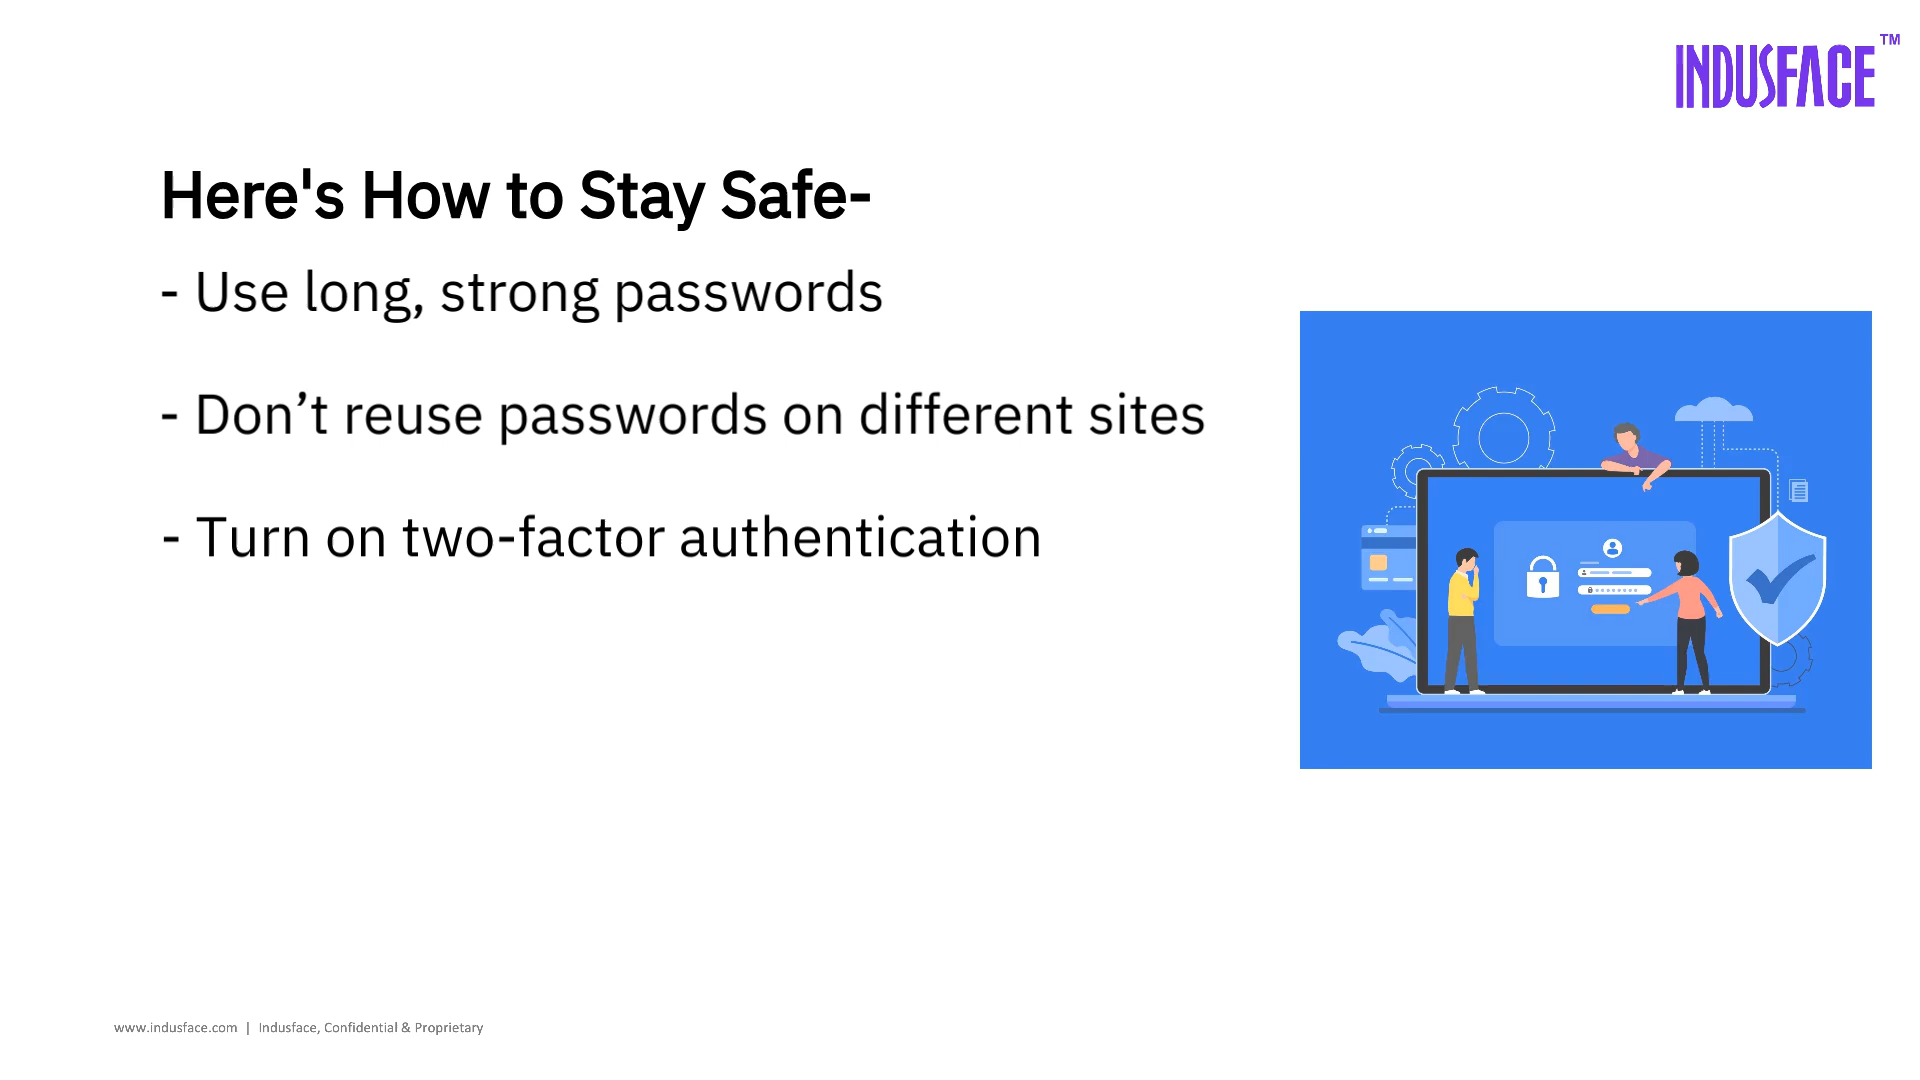 INDUSFACE™
Here's How to Stay Safe-
- Use long, strong passwords
- Don’t reuse passwords on different sites
- Turn on two-factor authentication
www.indusface.com | Indusface, Confidential & Proprietary